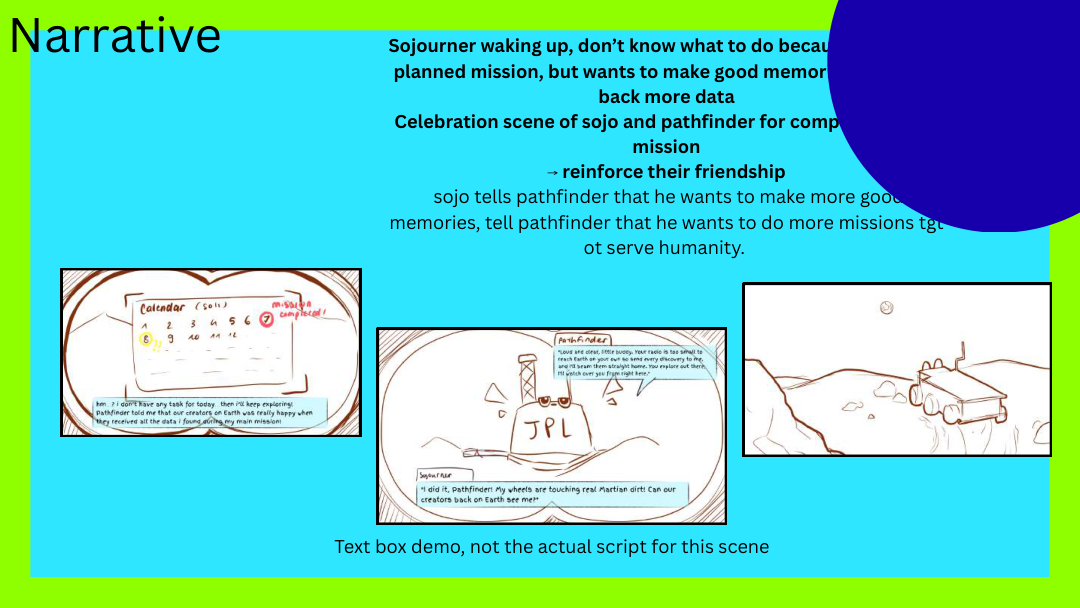 Narrative
Sojourner waking up, don’t know what to do
planned mission, but wants to make good
back more data
Celebration scene of sojo and pathfinder for
mission
→reinforce their friendship
sojo tells pathfinder that he wants to make more
memories, tell pathfinder that he wants to do more missions tgt
ot serve humanity.
Calendar (Sols)
mission
completed!
1 2 3 4 5 6 7
8 9 10 11 12
hm...? i don't have any task for today.. then i'll keep exploring!
Pathfinder told me that our creators on Earth was really happy when
they received all the data i found during my main mission!
Pathfinder
"Loud and clear, little buddy. Your radio is too small to
reach Earth on your own so send every discovery to me,
and I'll beam them straight home. You explore out there,
I'll watch over you from right here."
JPL
Sojourner
"I did it, Pathfinder! My wheels are touching real Martian dirt! Can our
creators back on Earth see me?"
Text box demo, not the actual script for this scene